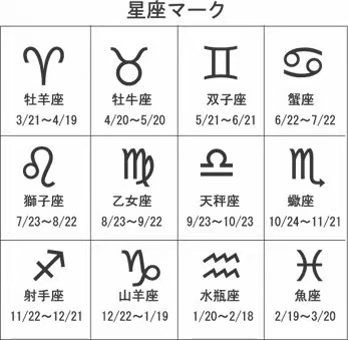 星座マーク
♈ ♉ ♊ ♋
牡羊座 牡牛座 双子座 蟹座
3/21〜4/19 4/20〜5/20 5/21〜6/21 6/22〜7/22
♌ ♍ ♎ ♏
獅子座 乙女座 天秤座 蠍座
7/23〜8/22 8/23〜9/22 9/23〜10/23 10/24〜11/21
♐ ♑ ♒ ♓
射手座 山羊座 水瓶座 魚座
11/22〜12/21 12/22〜1/19 1/20〜2/18 2/19〜3/20